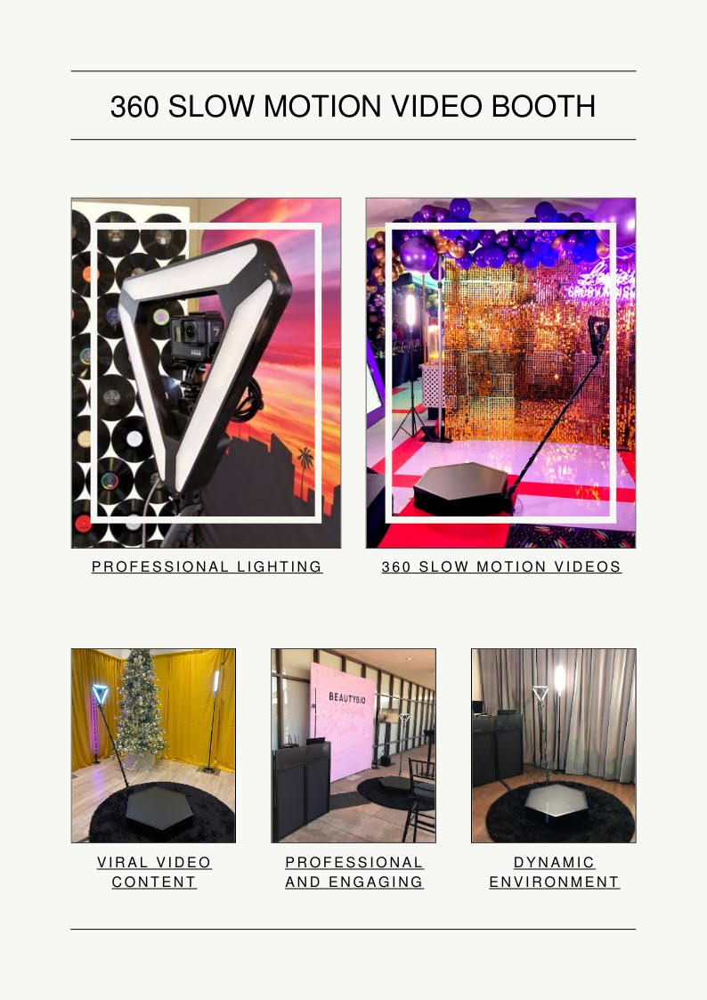 360 SLOW MOTION VIDEO BOOTH
7
PROFESSIONAL LIGHTING
360 SLOW MOTION VIDEOS
BEAUTYBIO
VIRAL VIDEO
CONTENT
PROFESSIONAL
AND ENGAGING
DYNAMIC
ENVIRONMENT